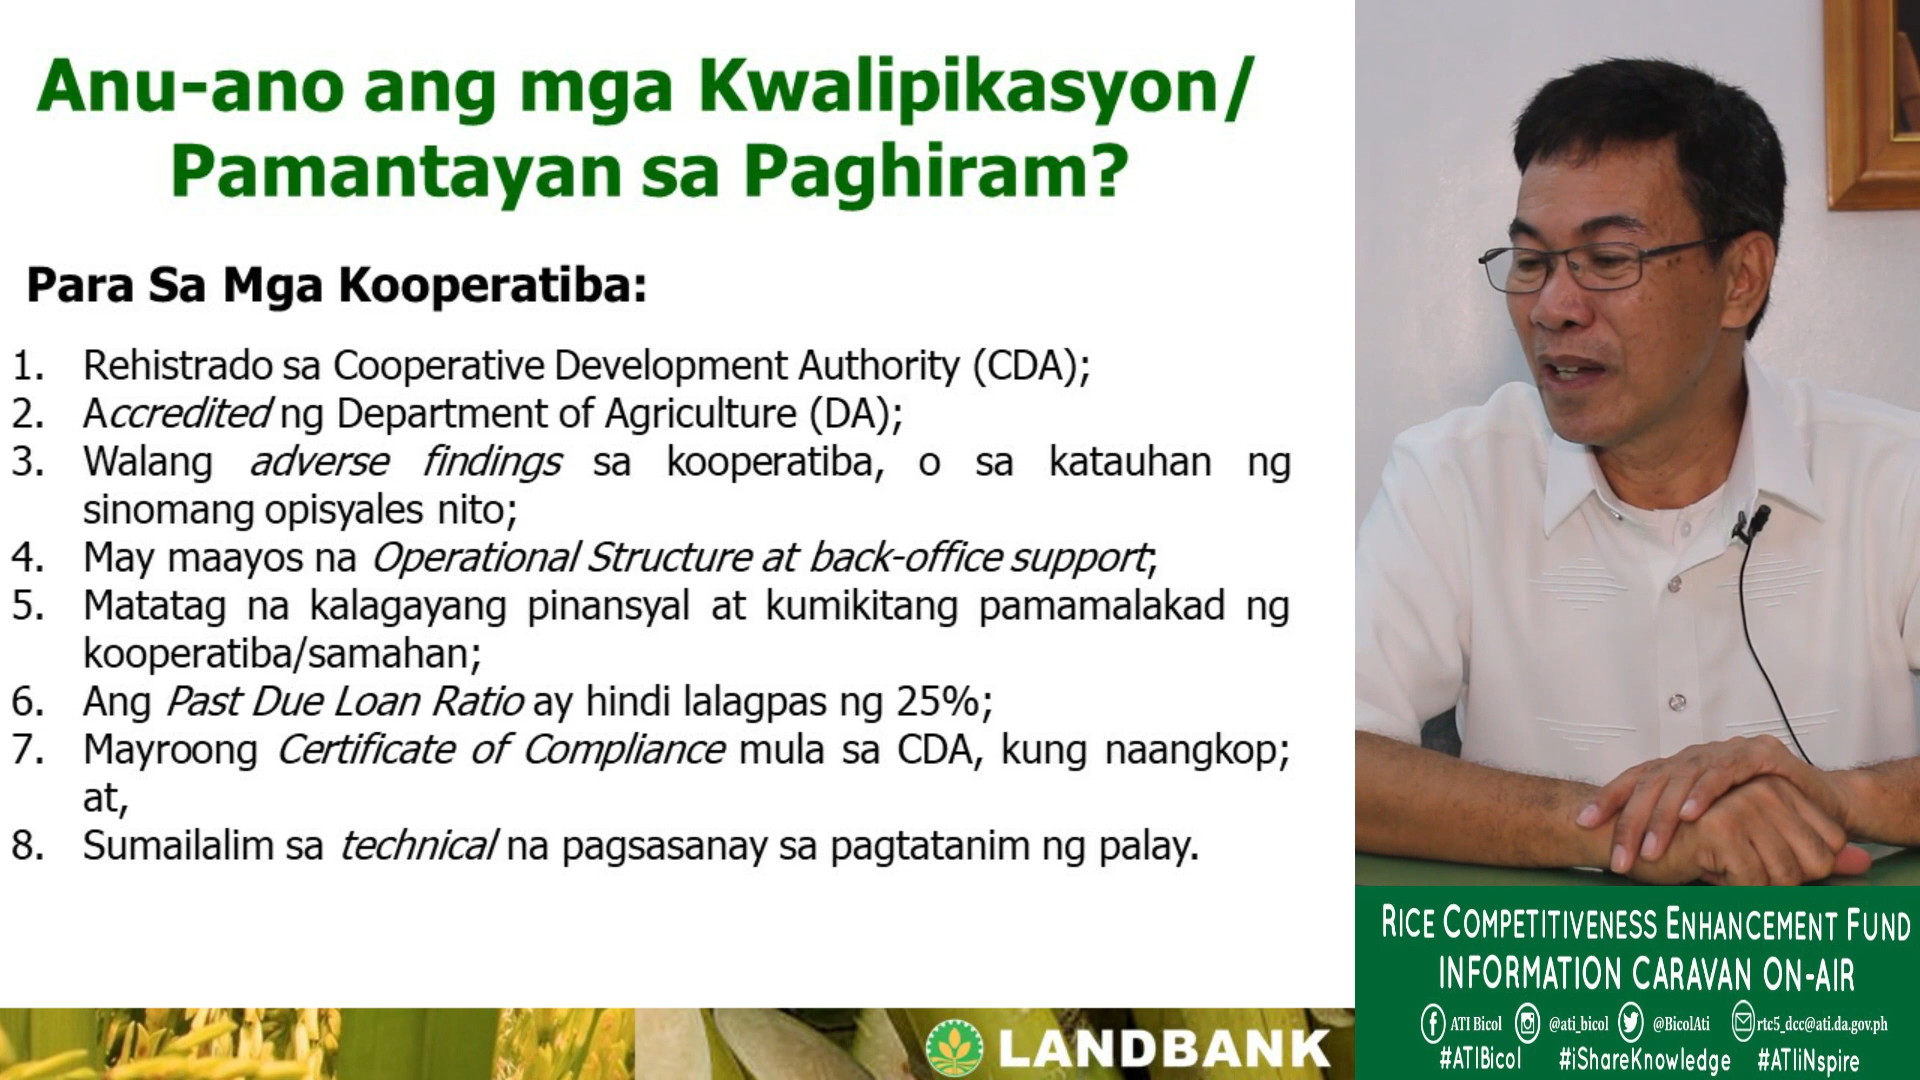 Anu-ano ang mga Kwalipikasyon/
Pamantayan sa Paghiram?
Para Sa Mga Kooperatiba:
1. Rehistrado sa Cooperative Development Authority (CDA);
2. Accredited ng Department of Agriculture (DA);
3. Walang adverse findings sa kooperatiba, o sa katauhan ng
sinomang opisyales nito;
4. May maayos na Operational Structure at back-office support;
5. Matatag na kalagayang pinansyal at kumikitang pamamalakad ng
kooperatiba/samahan;
6. Ang Past Due Loan Ratio ay hindi lalagpas ng 25%;
7. Mayroong Certificate of Compliance mula sa CDA, kung naangkop;
at,
8. Sumailalim sa technical na pagsasanay sa pagtatanim ng palay.
LANDBANK
RICE COMPETITIVENESS ENHANCEMENT FUND
INFORMATION CARAVAN ON-AIR
ATI Bicol @ati_bicol @BicolAti rtc5_dcc@ati.da.gov.ph
#ATIBicol #iShareKnowledge #ATIiNspire